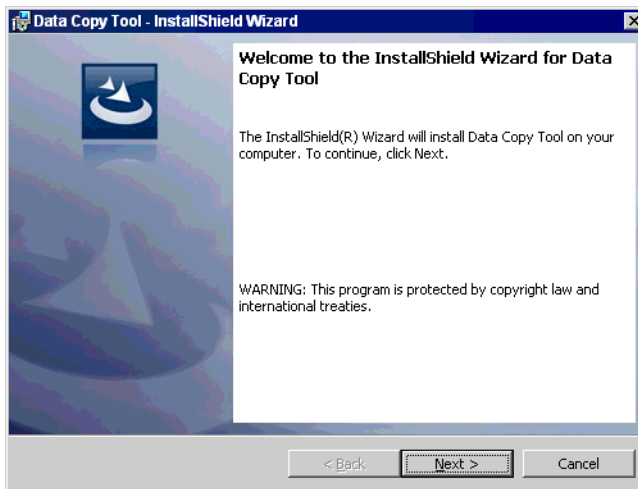 Data Copy Tool - InstallShield Wizard
Welcome to the InstallShield Wizard for Data
Copy Tool
The InstallShield(R) Wizard will install Data Copy Tool on your
computer. To continue, click Next.
WARNING: This program is protected by copyright law and
international treaties.
< Back
Next >
Cancel